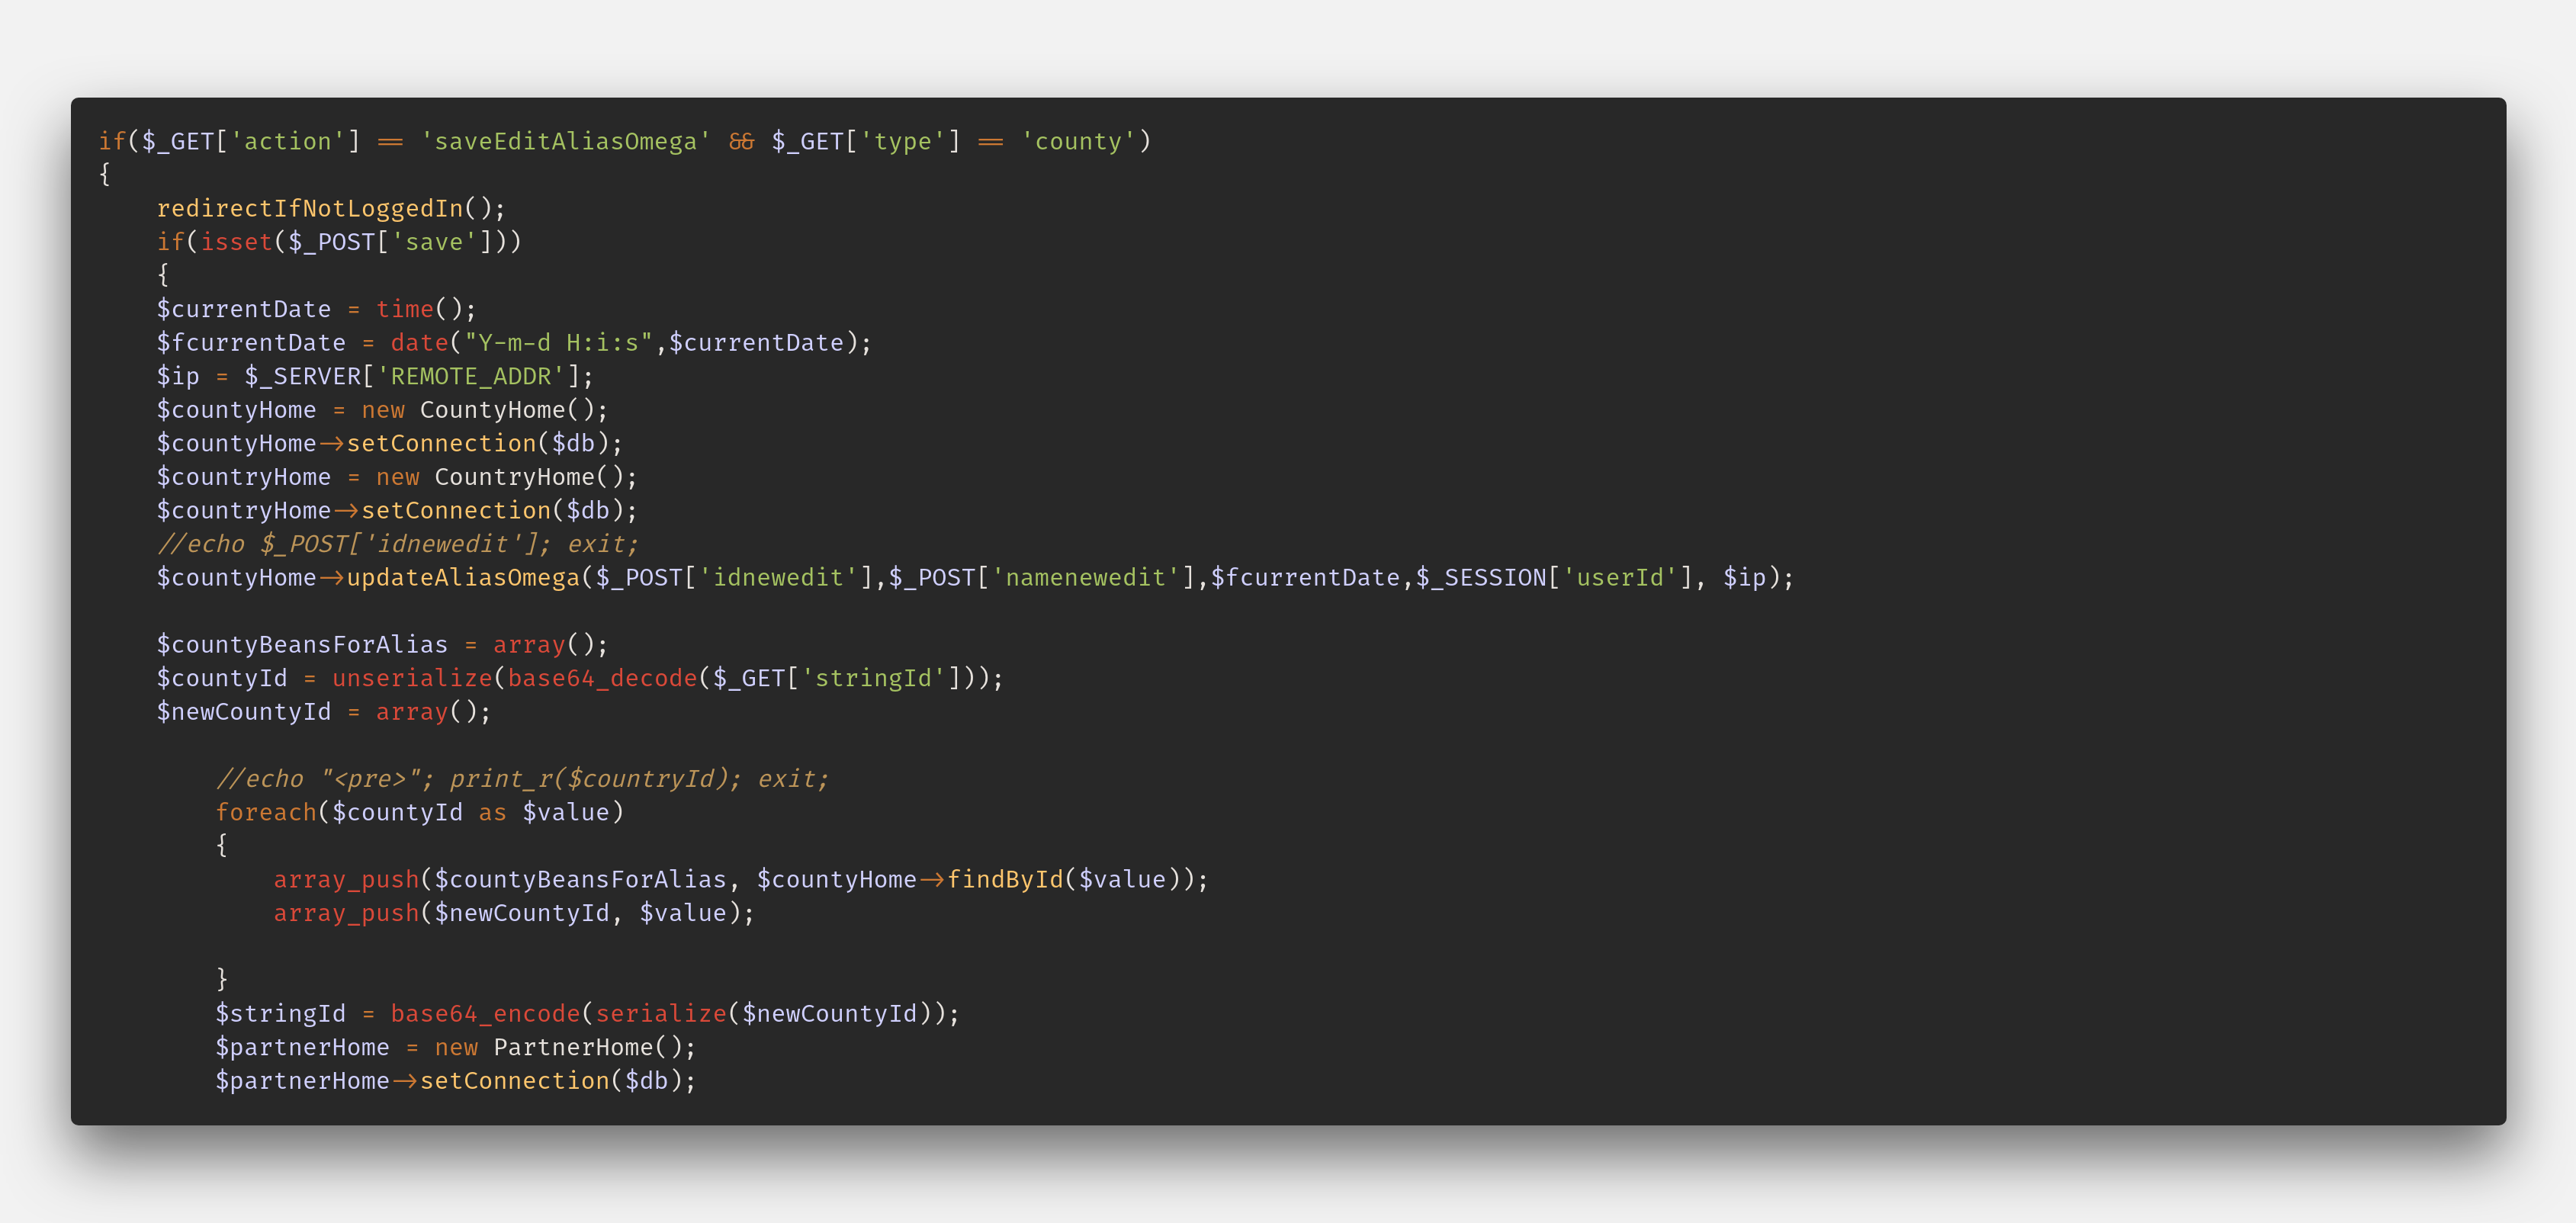 if($_GET['action'] == 'saveEditAliasOmega' && $_GET['type'] == 'county')
{
    redirectIfNotLoggedIn();
    if(isset($_POST['save']))
    {
    $currentDate = time();
    $fcurrentDate = date("Y-m-d H:i:s",$currentDate);
    $ip = $_SERVER['REMOTE_ADDR'];
    $countyHome = new CountyHome();
    $countyHome->setConnection($db);
    $countryHome = new CountryHome();
    $countryHome->setConnection($db);
    //echo $_POST['idnewedit']; exit;
    $countyHome->updateAliasOmega($_POST['idnewedit'],$_POST['namenewedit'],$fcurrentDate,$_SESSION['userId'], $ip);
    $countyBeansForAlias = array();
    $countyId = unserialize(base64_decode($_GET['stringId']));
    $newCountyId = array();
        //echo "<pre>"; print_r($countryId); exit;
        foreach($countyId as $value)
        {
            array_push($countyBeansForAlias, $countyHome->findById($value));
            array_push($newCountyId, $value);
        }
        $stringId = base64_encode(serialize($newCountyId));
        $partnerHome = new PartnerHome();
        $partnerHome->setConnection($db);